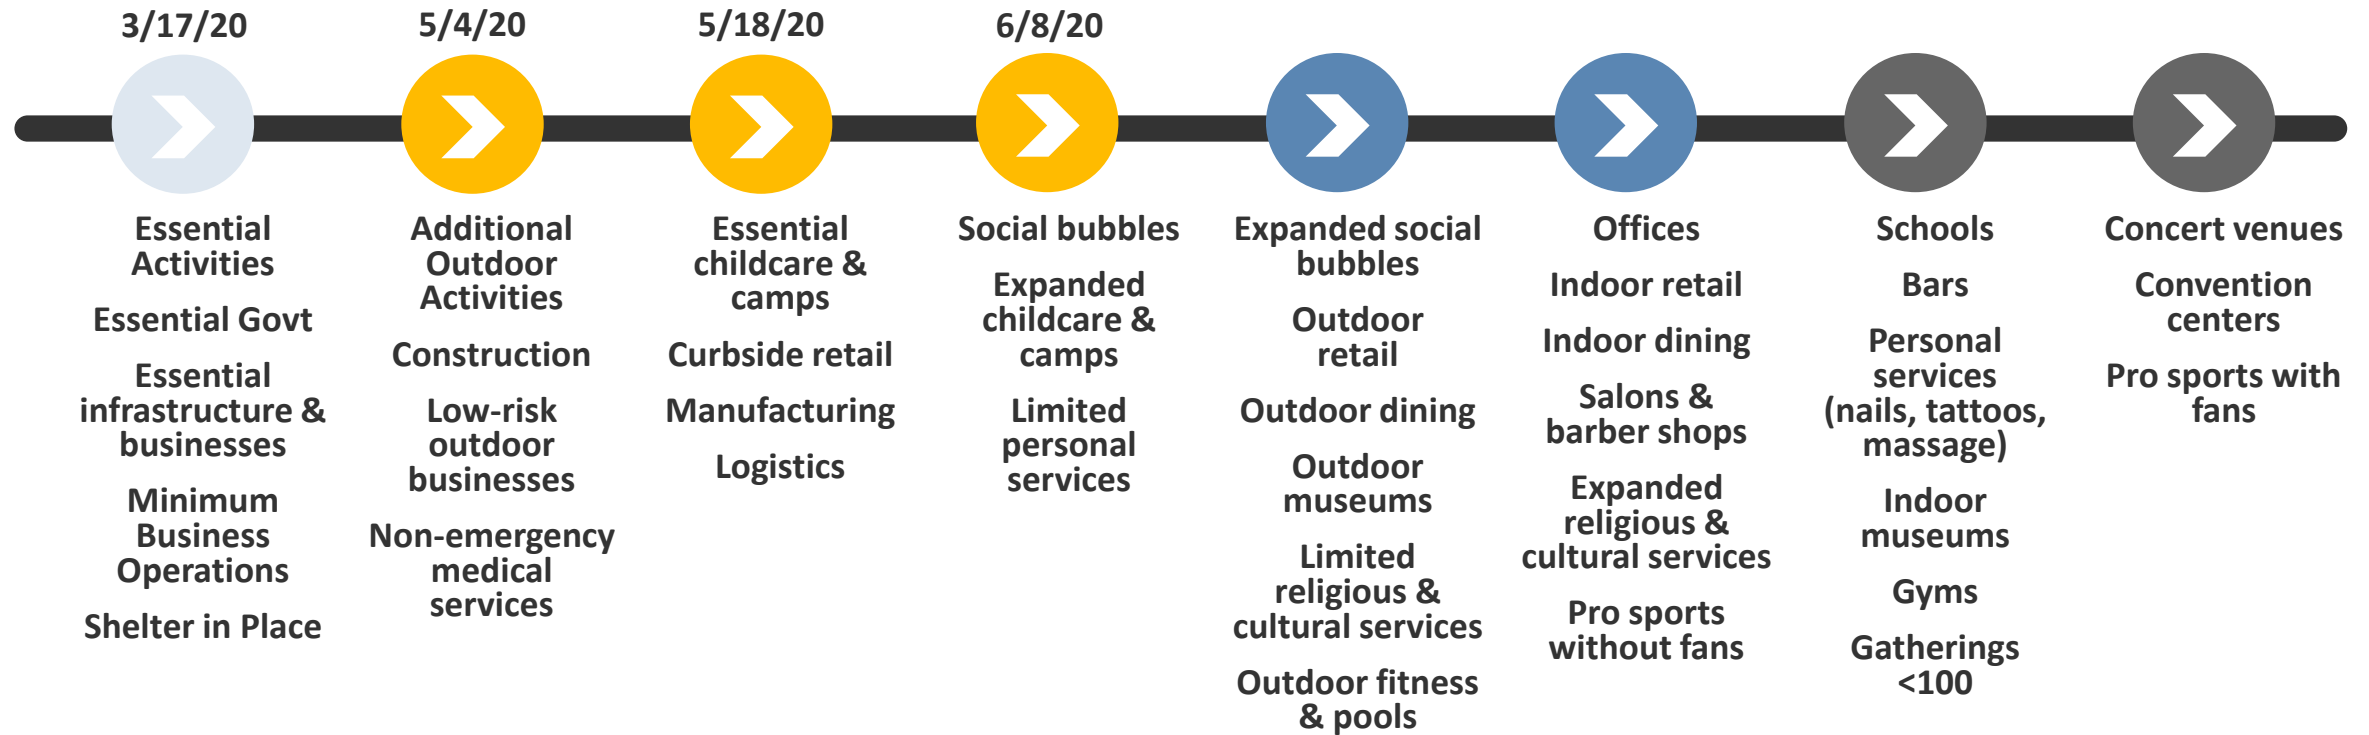 3/17/20
5/4/20
5/18/20
6/8/20
Essential
Activities
Essential Govt
Essential
infrastructure &
businesses
Minimum
Business
Operations
Shelter in Place
Additional
Outdoor
Activities
Construction
Low-risk
outdoor
businesses
Non-emergency
medical
services
Essential
childcare &
camps
Curbside retail
Manufacturing
Logistics
Social bubbles
Expanded
childcare &
camps
Limited
personal
services
Expanded social
bubbles
Outdoor
retail
Outdoor dining
Outdoor
museums
Limited
religious &
cultural services
Outdoor fitness
& pools
Offices
Indoor retail
Indoor dining
Salons &
barber shops
Expanded
religious &
cultural services
Pro sports
without fans
Schools
Bars
Personal
services
(nails, tattoos,
massage)
Indoor
museums
Gyms
Gatherings
<100
Concert venues
Convention
centers
Pro sports with
fans